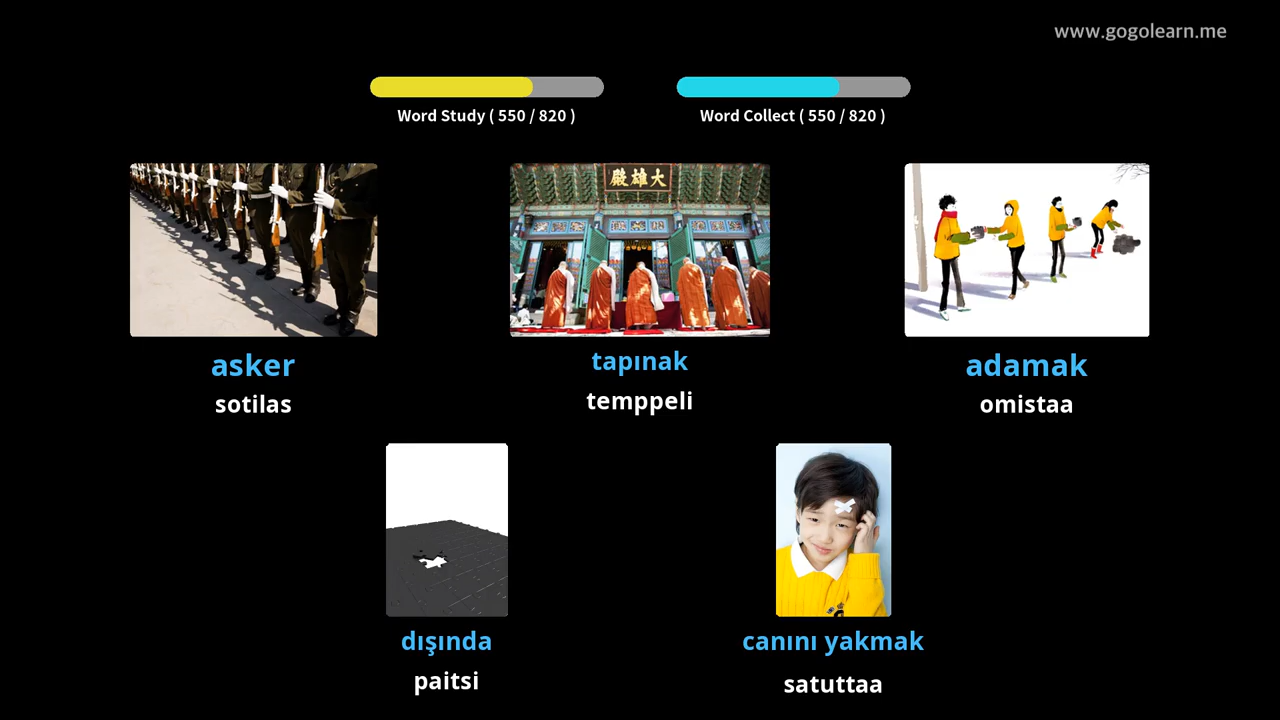 www.gogolearn.me
Word Study ( 550 / 820 )
Word Collect ( 550 / 820 )
殿雄大
asker
tapınak
adamak
sotilas
temppeli
omistaa
dışında
canını yakmak
paitsi
satuttaa